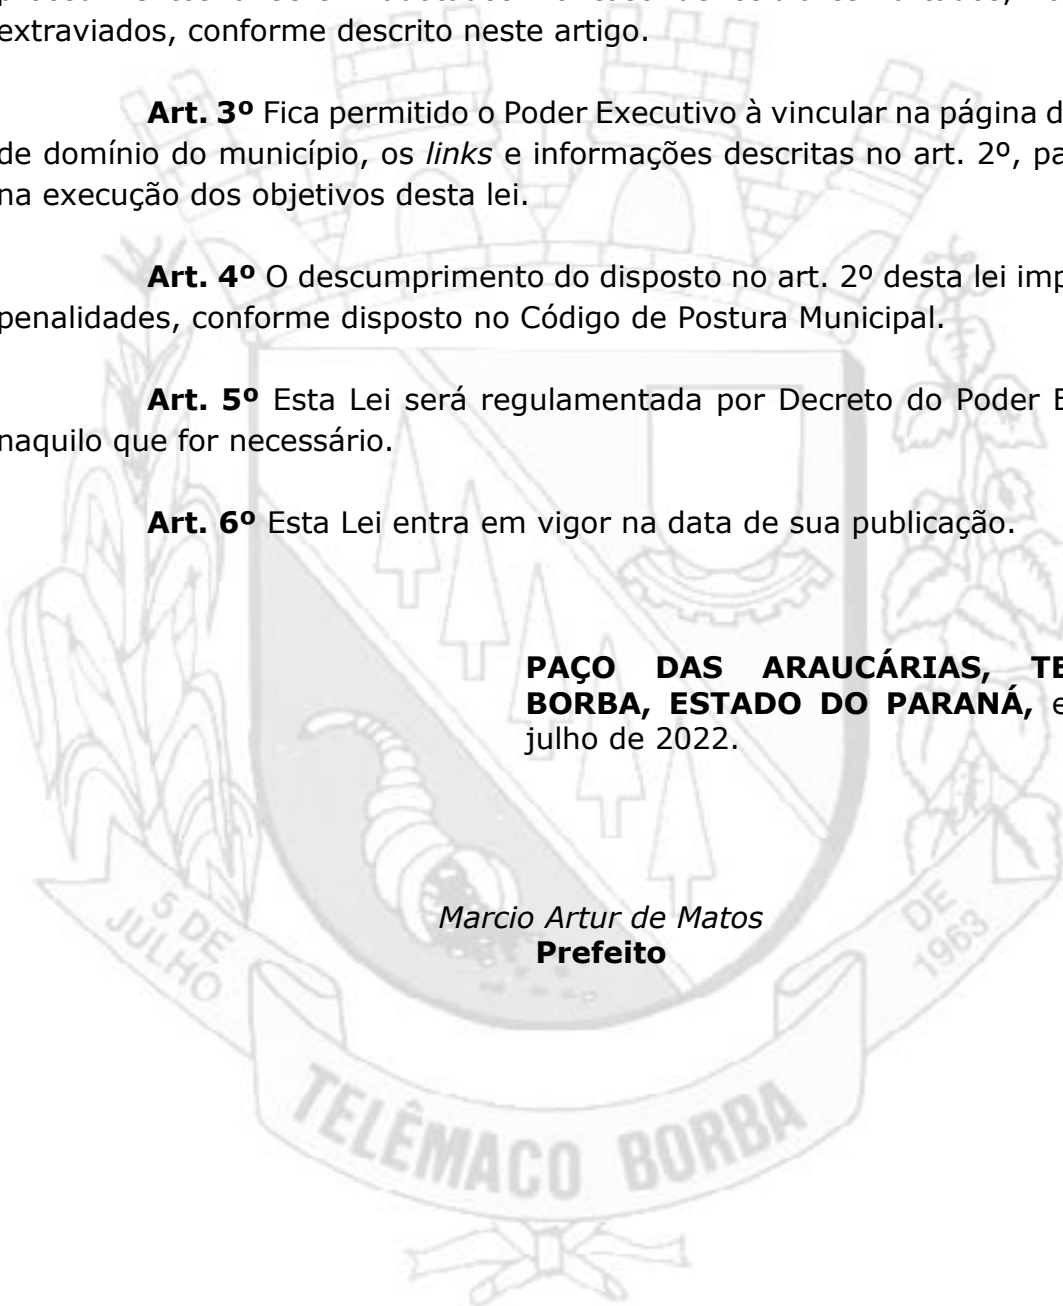 extraviados, conforme descrito neste artigo.
Art. 3º Fica permitido o Poder Executivo à vincular na página
de domínio do município, os links e informações descritas no art. 2º,
na execução dos objetivos desta lei.
Art. 4º O descumprimento do disposto no art. 2º desta lei
penalidades, conforme disposto no Código de Postura Municipal.
Art. 5º Esta Lei será regulamentada por Decreto do Poder
naquilo que for necessário.
Art. 6º Esta Lei entra em vigor na data de sua publicação.
PAÇO DAS ARAUCÁRIAS,
BORBA, ESTADO DO PARANÁ,
julho de 2022.
Marcio Artur de Matos
Prefeito
5 DE
JULHO
DE
1963
TELÊMACO BORBA